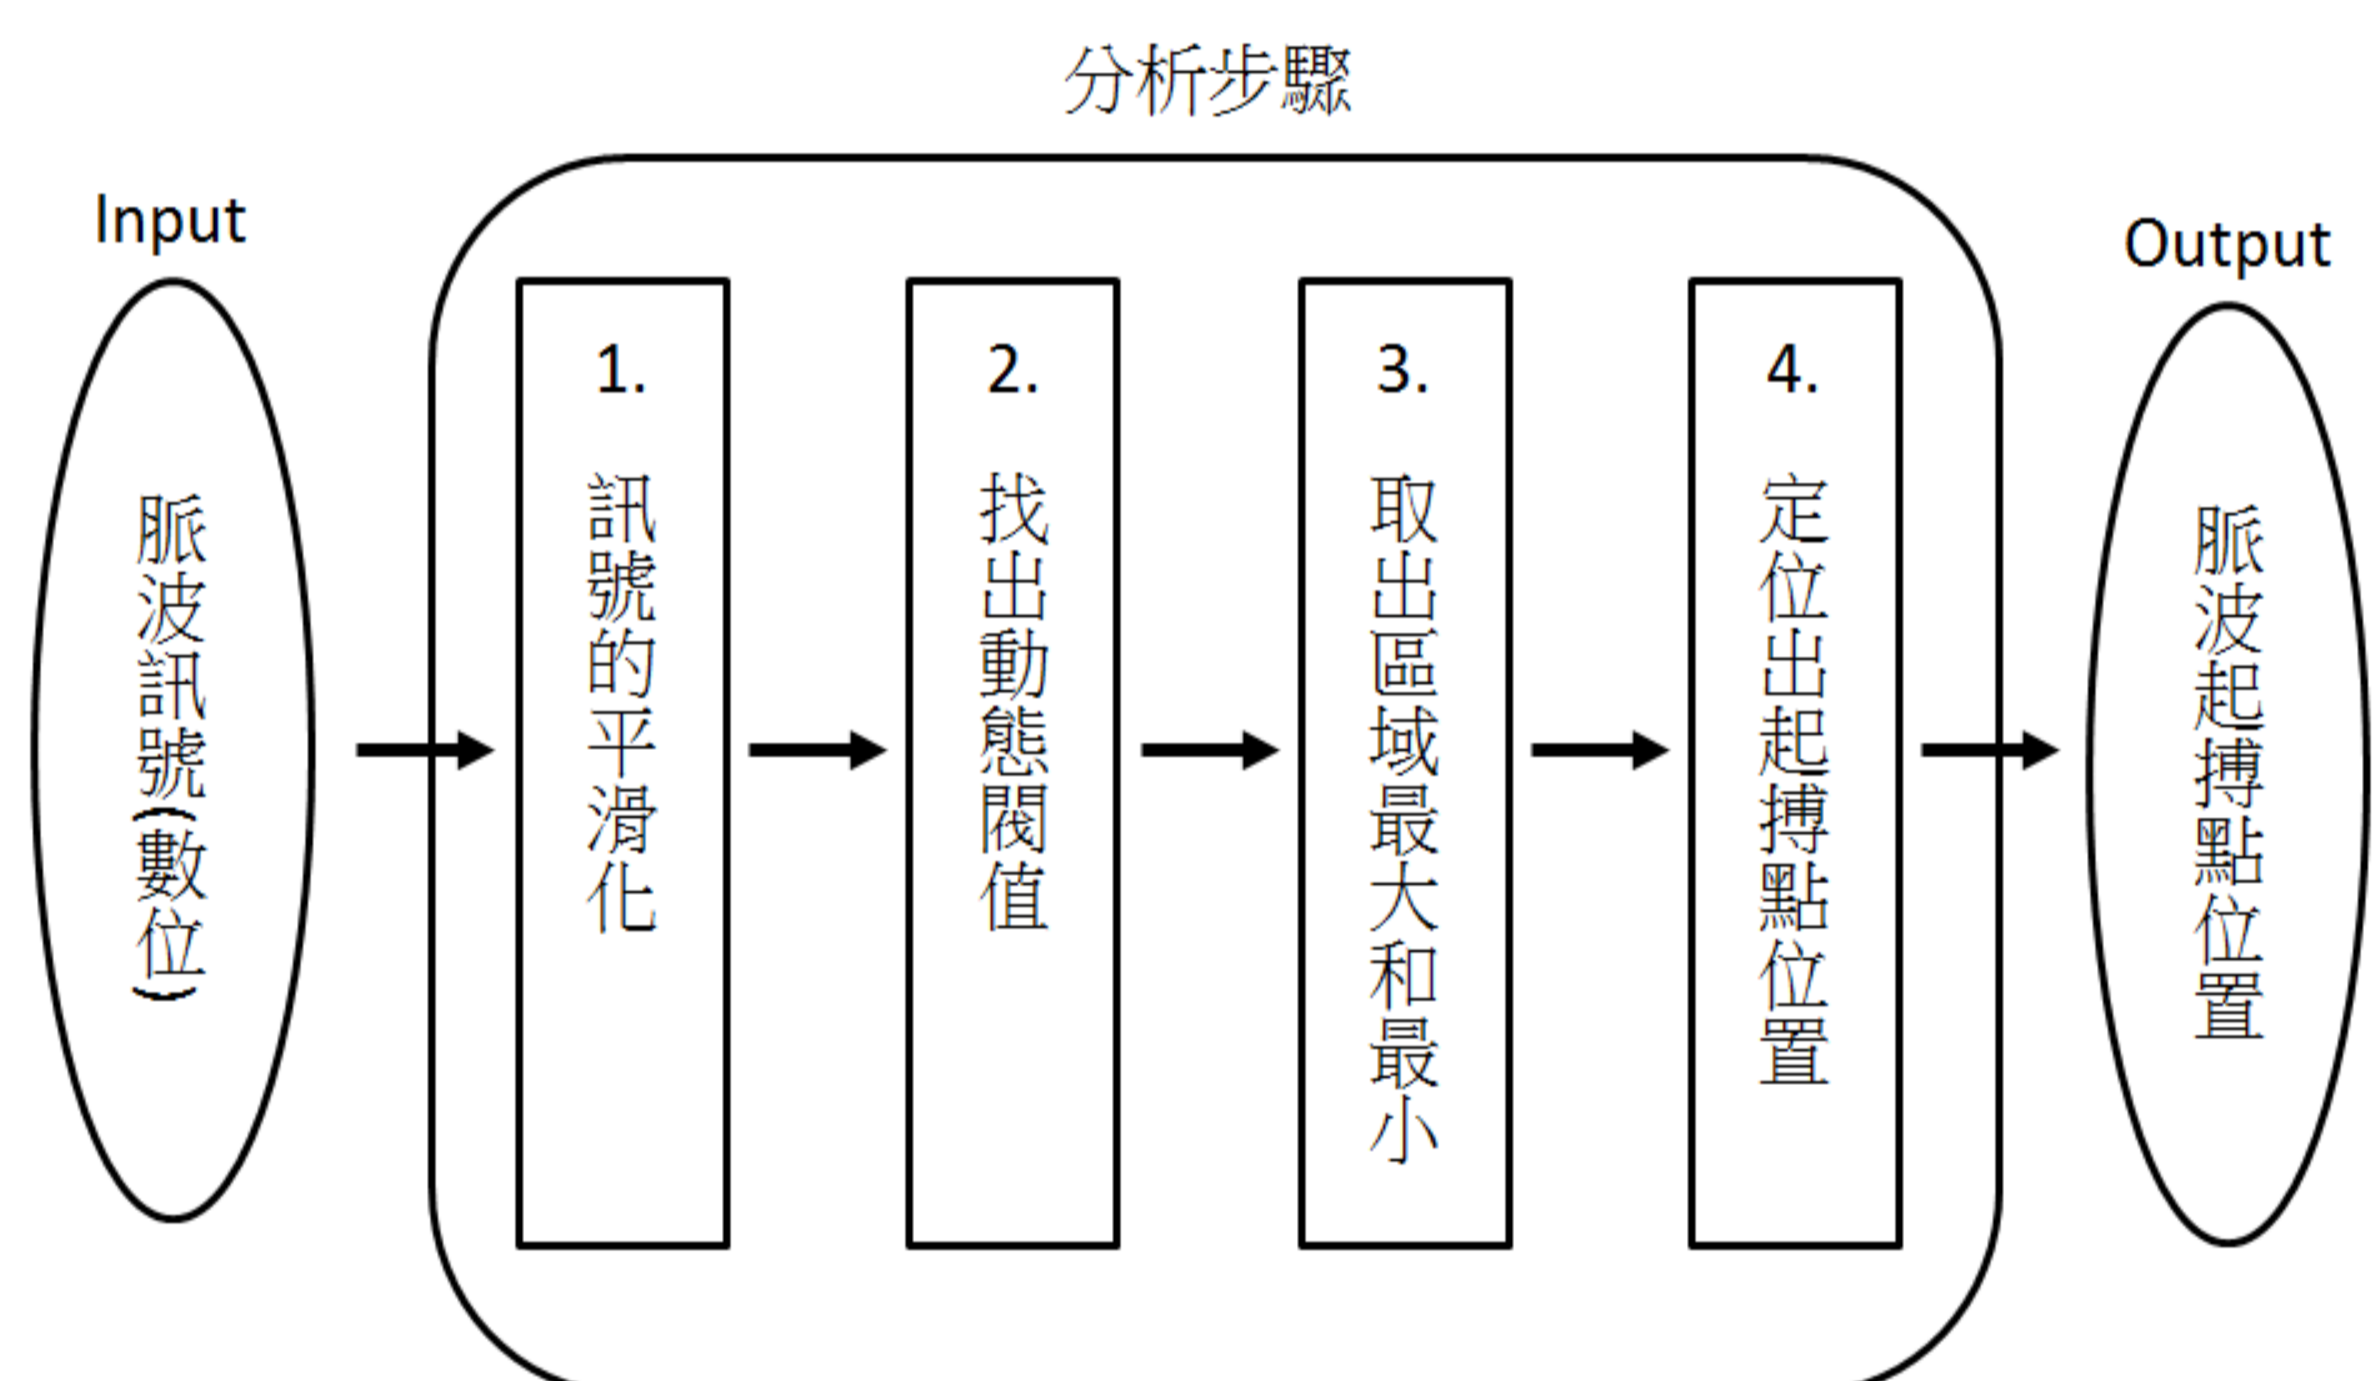 分析步驟
Input
脈波訊號(數位)
1.
訊號的平滑化
2.
找出動態閥值
3.
取出區域最大和最小
4.
定位出起搏點位置
Output
脈波起搏點位置